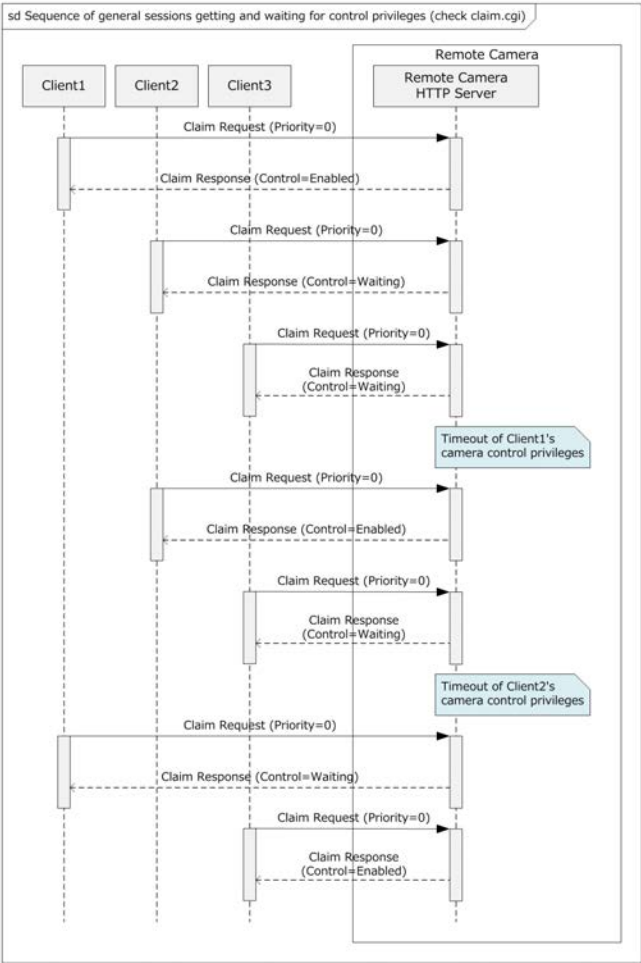 sd Sequence of general sessions getting and waiting for control privileges (check claim.cgi)
Remote Camera
Client1
Client2
Client3
Remote Camera
HTTP Server
Claim Request (Priority=0)
Claim Response (Control=Enabled)
Claim Request (Priority=0)
Claim Response (Control=Waiting)
Claim Request (Priority=0)
Claim Response
(Control=Waiting)
Timeout of Client1's
camera control privileges
Claim Request (Priority=0)
Claim Response (Control=Enabled)
Claim Request (Priority=0)
Claim Response
(Control=Waiting)
Timeout of Client2's
camera control privileges
Claim Request (Priority=0)
Claim Response (Control=Waiting)
Claim Request (Priority=0)
Claim Response
(Control=Enabled)